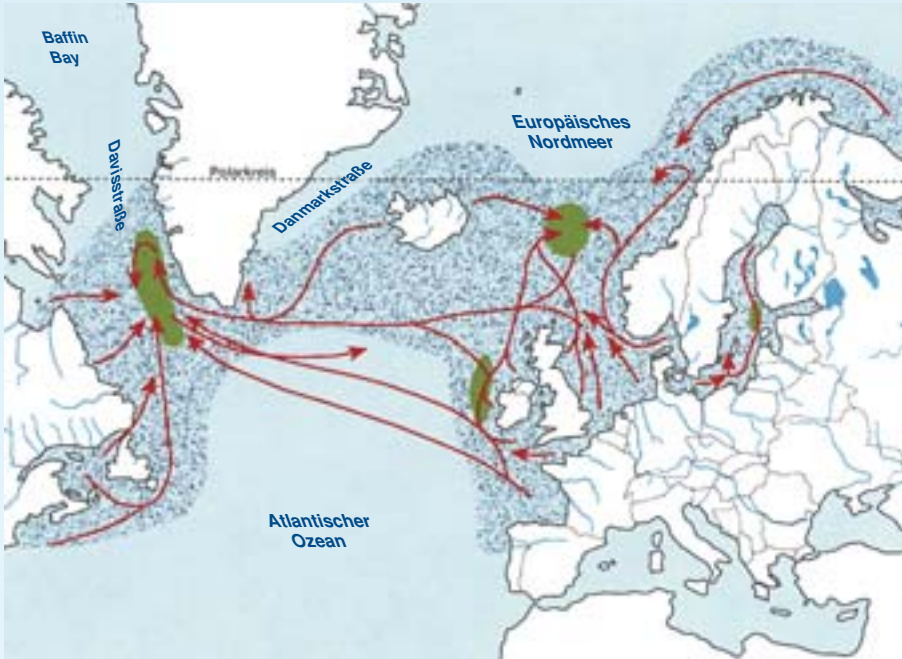 Baffin
Bay
Davisstraße
Polarkreis
Danmarkstraße
Europäisches
Nordmeer
Atlantischer
Ozean